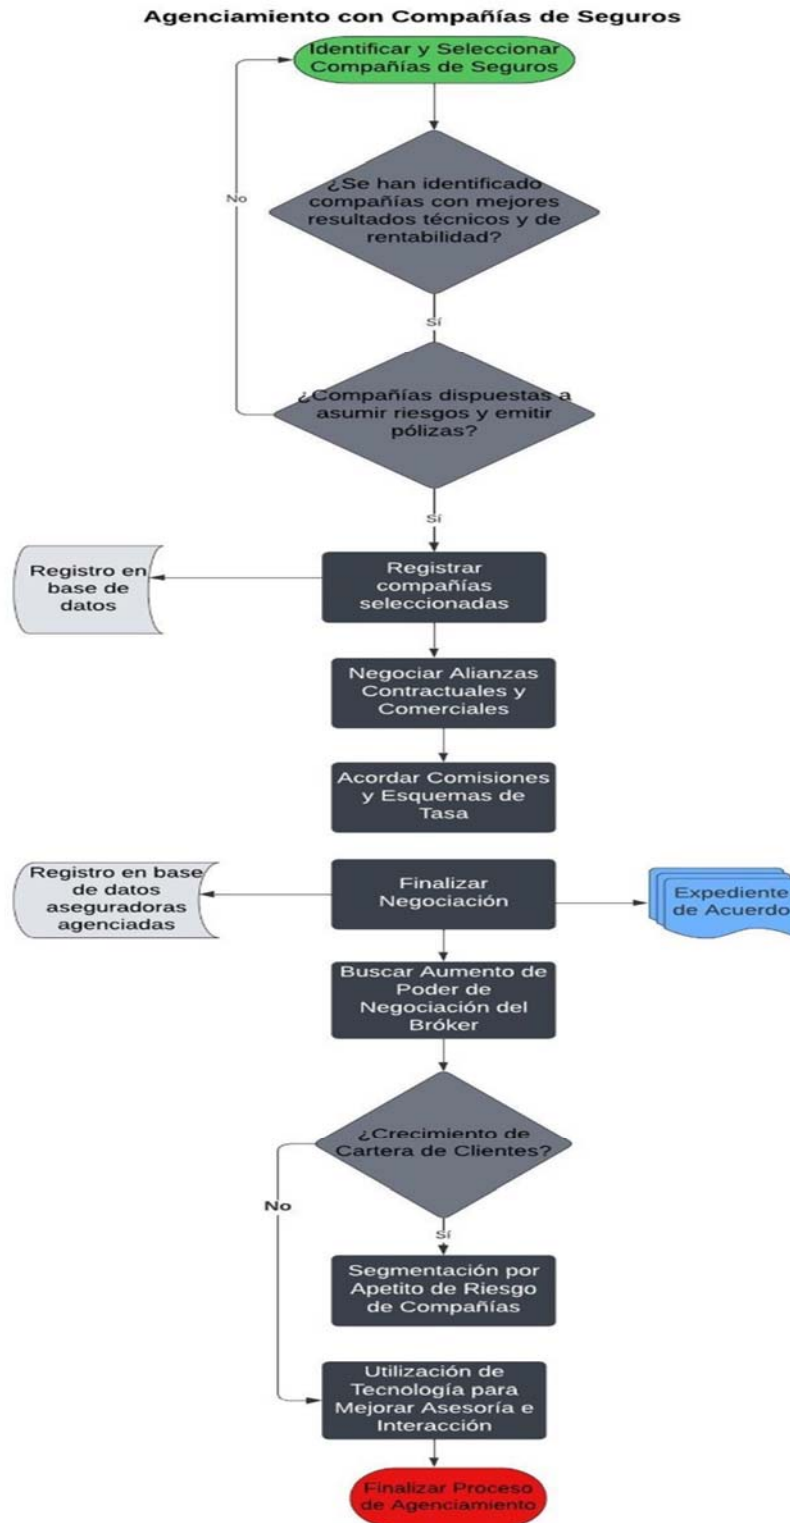 Agenciamiento con Compañías de Seguros
Identificar y Seleccionar
Compañías de Seguros
¿Se han identificado
compañías con mejores
resultados técnicos y de
rentabilidad?
No
Sí
¿Compañías dispuestas a
asumir riesgos y emitir
pólizas?
Sí
Registrar
compañías
seleccionadas
Registro en
base de
datos
Negociar Alianzas
Contractuales y
Comerciales
Acordar Comisiones
y Esquemas de
Tasa
Registro en base
de datos
aseguradoras
agenciadas
Finalizar
Negociación
Expediente
de Acuerdo
Buscar Aumento de
Poder de
Negociación del
Bróker
¿Crecimiento de
Cartera de Clientes?
No
Sí
Segmentación por
Apetito de Riesgo
de Compañías
Utilización de
Tecnología para
Mejorar Asesoría e
Interacción
Finalizar Proceso
de Agenciamiento